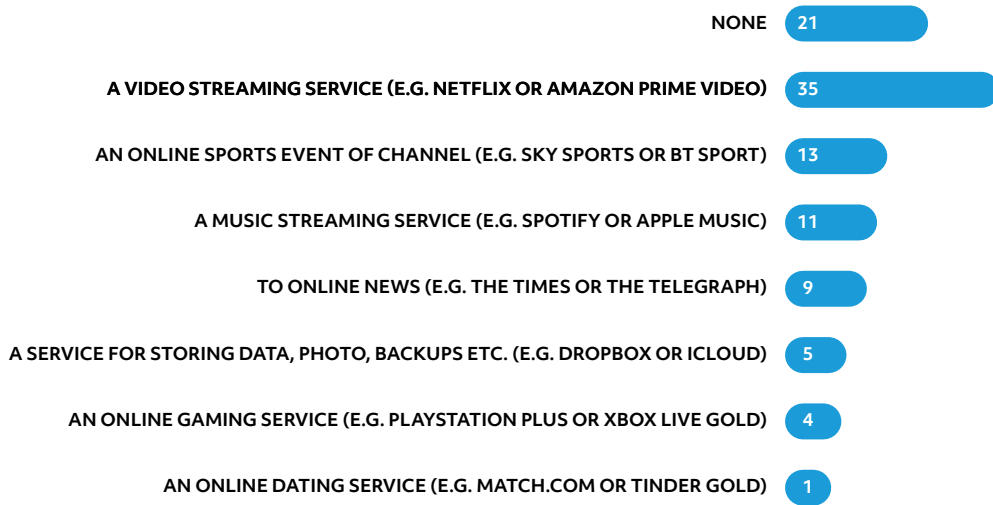 NONE 21
A VIDEO STREAMING SERVICE (E.G. NETFLIX OR AMAZON PRIME VIDEO) 35
AN ONLINE SPORTS EVENT OF CHANNEL (E.G. SKY SPORTS OR BT SPORT) 13
A MUSIC STREAMING SERVICE (E.G. SPOTIFY OR APPLE MUSIC) 11
TO ONLINE NEWS (E.G. THE TIMES OR THE TELEGRAPH) 9
A SERVICE FOR STORING DATA, PHOTO, BACKUPS ETC. (E.G. DROPBOX OR ICLOUD) 5
AN ONLINE GAMING SERVICE (E.G. PLAYSTATION PLUS OR XBOX LIVE GOLD) 4
AN ONLINE DATING SERVICE (E.G. MATCH.COM OR TINDER GOLD) 1